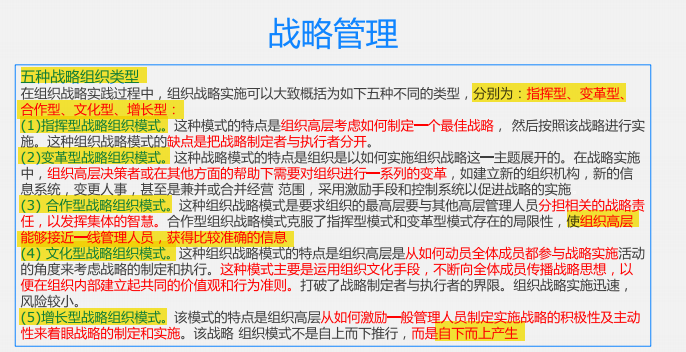 战略管理
五种战略组织类型
在组织战略实践过程中，组织战略实施可以大致概括为如下五种不同的类型，分别为：指挥型、变革型、
合作型、文化型、增长型：
(1)指挥型战略组织模式。这种模式的特点是组织高层考虑如何制定一个最佳战略， 然后按照该战略进行实
施。这种组织战略模式的缺点是把战略制定者与执行者分开。
(2)变革型战略组织模式。这种战略模式的特点是组织是以如何实施组织战略这一主题展开的。在战略实施
中，组织高层决策者或在其他方面的帮助下需要对组织进行一系列的变革，如建立新的组织机构，新的信
息系统，变更人事，甚至是兼并或合并经营 范围，采用激励手段和控制系统以促进战略的实施
(3) 合作型战略组织模式。这种组织战略模式是要求组织的最高层要与其他高层管理人员分担相关的战略责
任，以发挥集体的智慧。合作型组织战略模式克服了指挥型模式和变革型模式存在的局限性，使组织高层
能够接近一线管理人员，获得比较准确的信息
(4) 文化型战略组织模式。这种组织战略模式的特点是组织高层是从如何动员全体成员都参与战略实施活动
的角度来考虑战略的制定和执行。这种模式主要是运用组织文化手段，不断向全体成员传播战略思想，以
便在组织内部建立起共同的价值观和行为准则。打破了战略制定者与执行者的界限。组织战略实施迅速，
风险较小。
(5)增长型战略组织模式。该模式的特点是组织高层从如何激励一般管理人员制定实施战略的积极性及主动
性来着眼战略的制定和实施。该战略 组织模式不是自上而下推行，而是自下而上产生